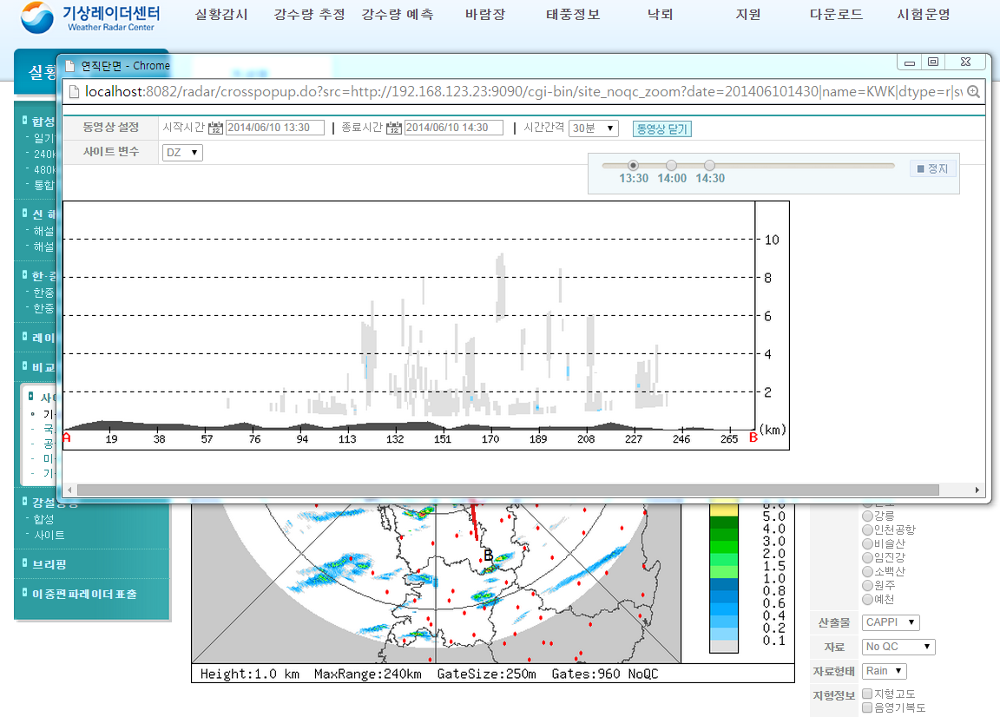 기상레이더센터
Weather Radar Center
실황감시 강수량 추정 강수량 예측 바람장 태풍정보 낙뢰 지원 다운로드 시험운영
실황
연직단면 - Chrome
localhost:8082/radar/crosspopup.do?src=http://192.168.123.23:9090/cgi-bin/site_noqc_zoom?date=201406101430|name=KWK|dtype=r|sw
동영상 설정 시작시간 12 2014/06/10 13:30 | 종료시간 12 2014/06/10 14:30 | 시간간격 30분 동영상 닫기
사이트 변수 DZ
13:30 14:00 14:30 정지
10
8
6
4
2
(km)
A 19 38 57 76 94 113 132 151 170 189 208 227 246 265 B
합성
- 일기
- 240k
- 480k
- 통합
신 해
- 해설
- 해설
한·중
- 한중
- 한중
레이
비교
사이
기
- 국
- 공
- 미
- 기
강설
- 합성
- 사이트
브리핑
이중편파레이더표출
B
6.0
5.0
4.0
3.0
2.0
1.5
1.0
0.8
0.6
0.4
0.2
0.1
Height:1.0 km MaxRange:240km GateSize:250m Gates:960 NoQC
강릉
인천공항
비슬산
임진강
소백산
원주
예천
산출물 CAPPI
자료 No QC
자료형태 Rain
지형정보 지형고도
음영기복도